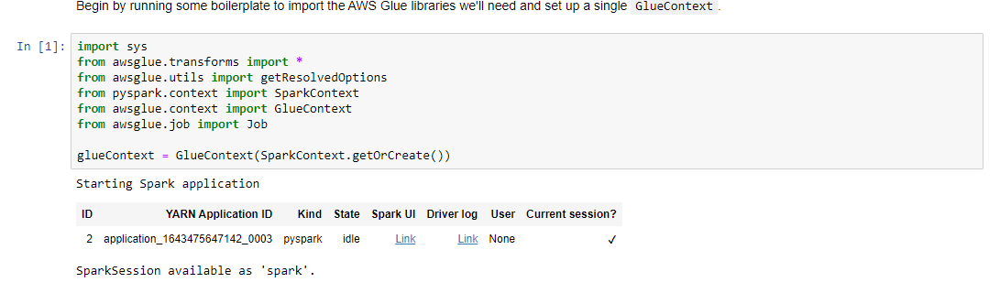 Begin by running some boilerplate to import the AWS Glue libraries we'll need and set up a single GlueContext .
In [1]: import sys
from awsglue.transforms import *
from awsglue.utils import getResolvedOptions
from pyspark.context import SparkContext
from awsglue.context import GlueContext
from awsglue.job import Job
glueContext = GlueContext(SparkContext.getOrCreate())
Starting Spark application
ID YARN Application ID Kind State Spark UI Driver log User Current session?
2 application_1643475647142_0003 pyspark idle Link Link None ✓
SparkSession available as 'spark'.